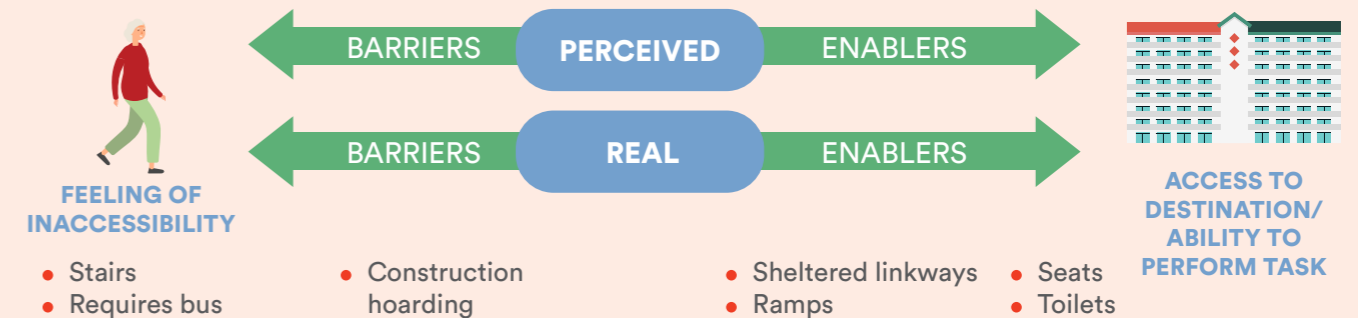 BARRIERS PERCEIVED ENABLERS
BARRIERS REAL ENABLERS
FEELING OF
INACCESSIBILITY
ACCESS TO
DESTINATION/
ABILITY TO
PERFORM TASK
• Stairs
• Requires bus
• Construction
hoarding
• Sheltered linkways
• Ramps
• Seats
• Toilets